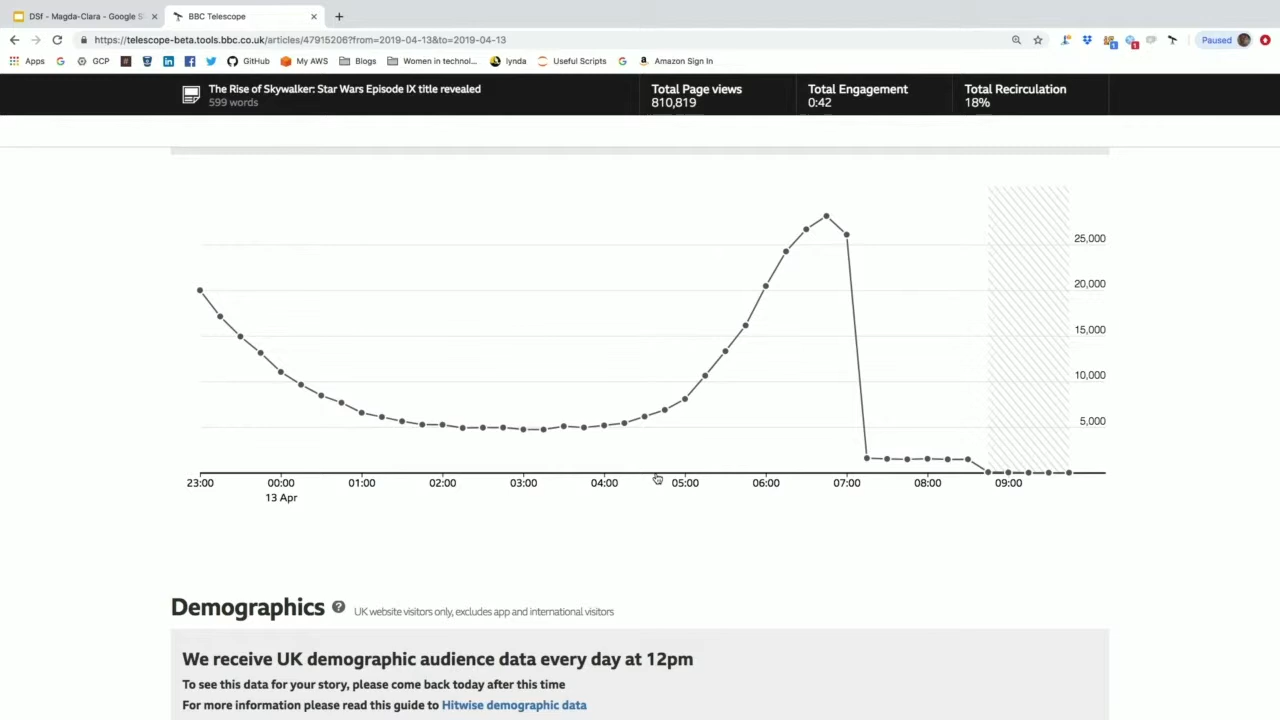 DSf - Magda-Clara - Google Sl
BBC Telescope
https://telescope-beta.tools.bbc.co.uk/articles/47915206?from=2019-04-13&to=2019-04-13
Paused
Apps
GCP
GitHub
My AWS
Blogs
Women in technol...
lynda
Useful Scripts
Amazon Sign In
The Rise of Skywalker: Star Wars Episode IX title revealed
599 words
Total Page views
810,819
Total Engagement
0:42
Total Recirculation
18%
25,000
20,000
15,000
10,000
5,000
23:00 00:00 01:00 02:00 03:00 04:00 05:00 06:00 07:00 08:00 09:00
13 Apr
Demographics ? UK website visitors only, excludes app and international visitors
We receive UK demographic audience data every day at 12pm
To see this data for your story, please come back today after this time
For more information please read this guide to Hitwise demographic data